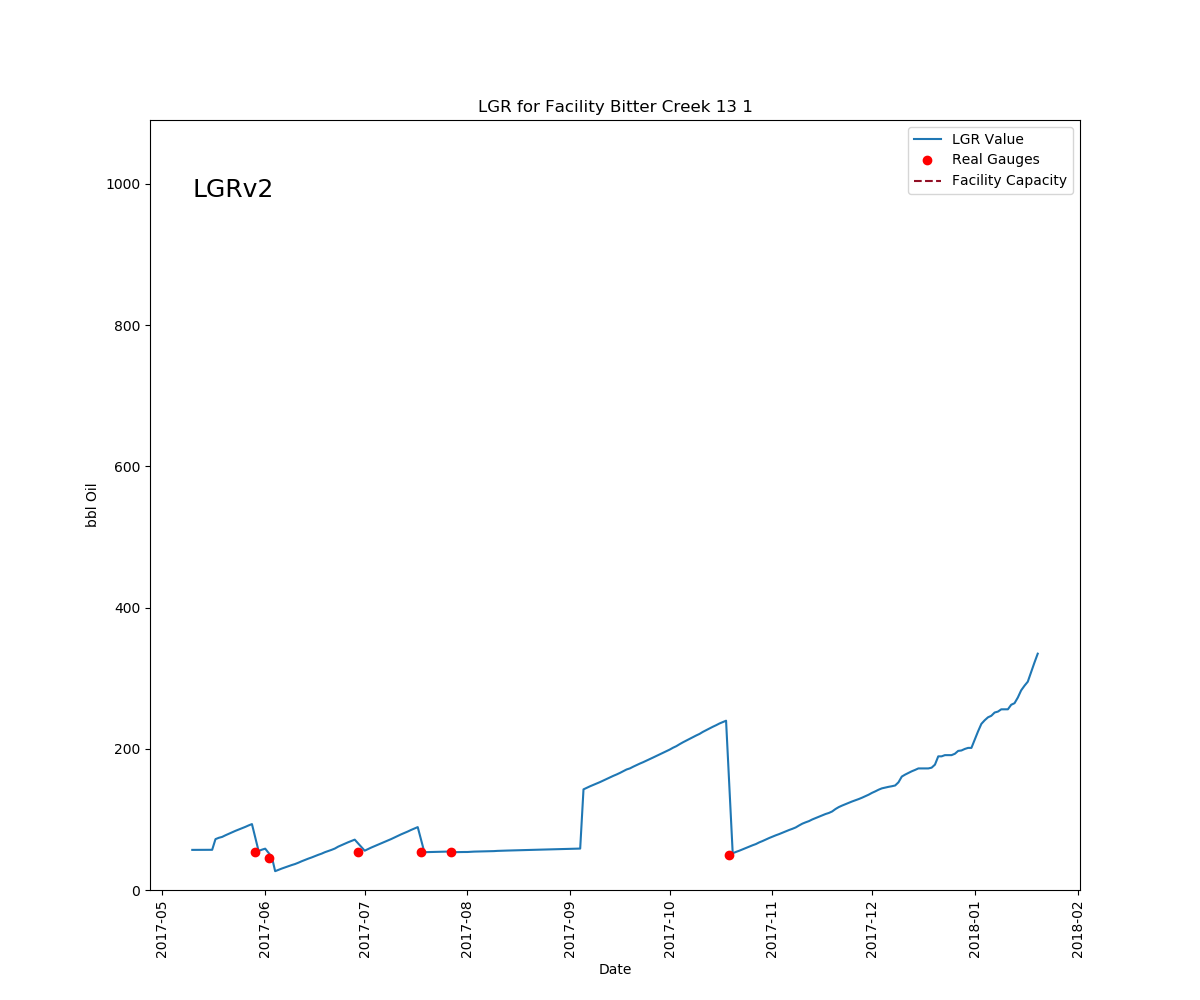 LGR for Facility Bitter Creek 13 1
LGR Value
Real Gauges
Facility Capacity
LGRv2
1000
800
600
400
200
0
bbl Oil
2017-05
2017-06
2017-07
2017-08
2017-09
2017-10
2017-11
2017-12
2018-01
2018-02
Date